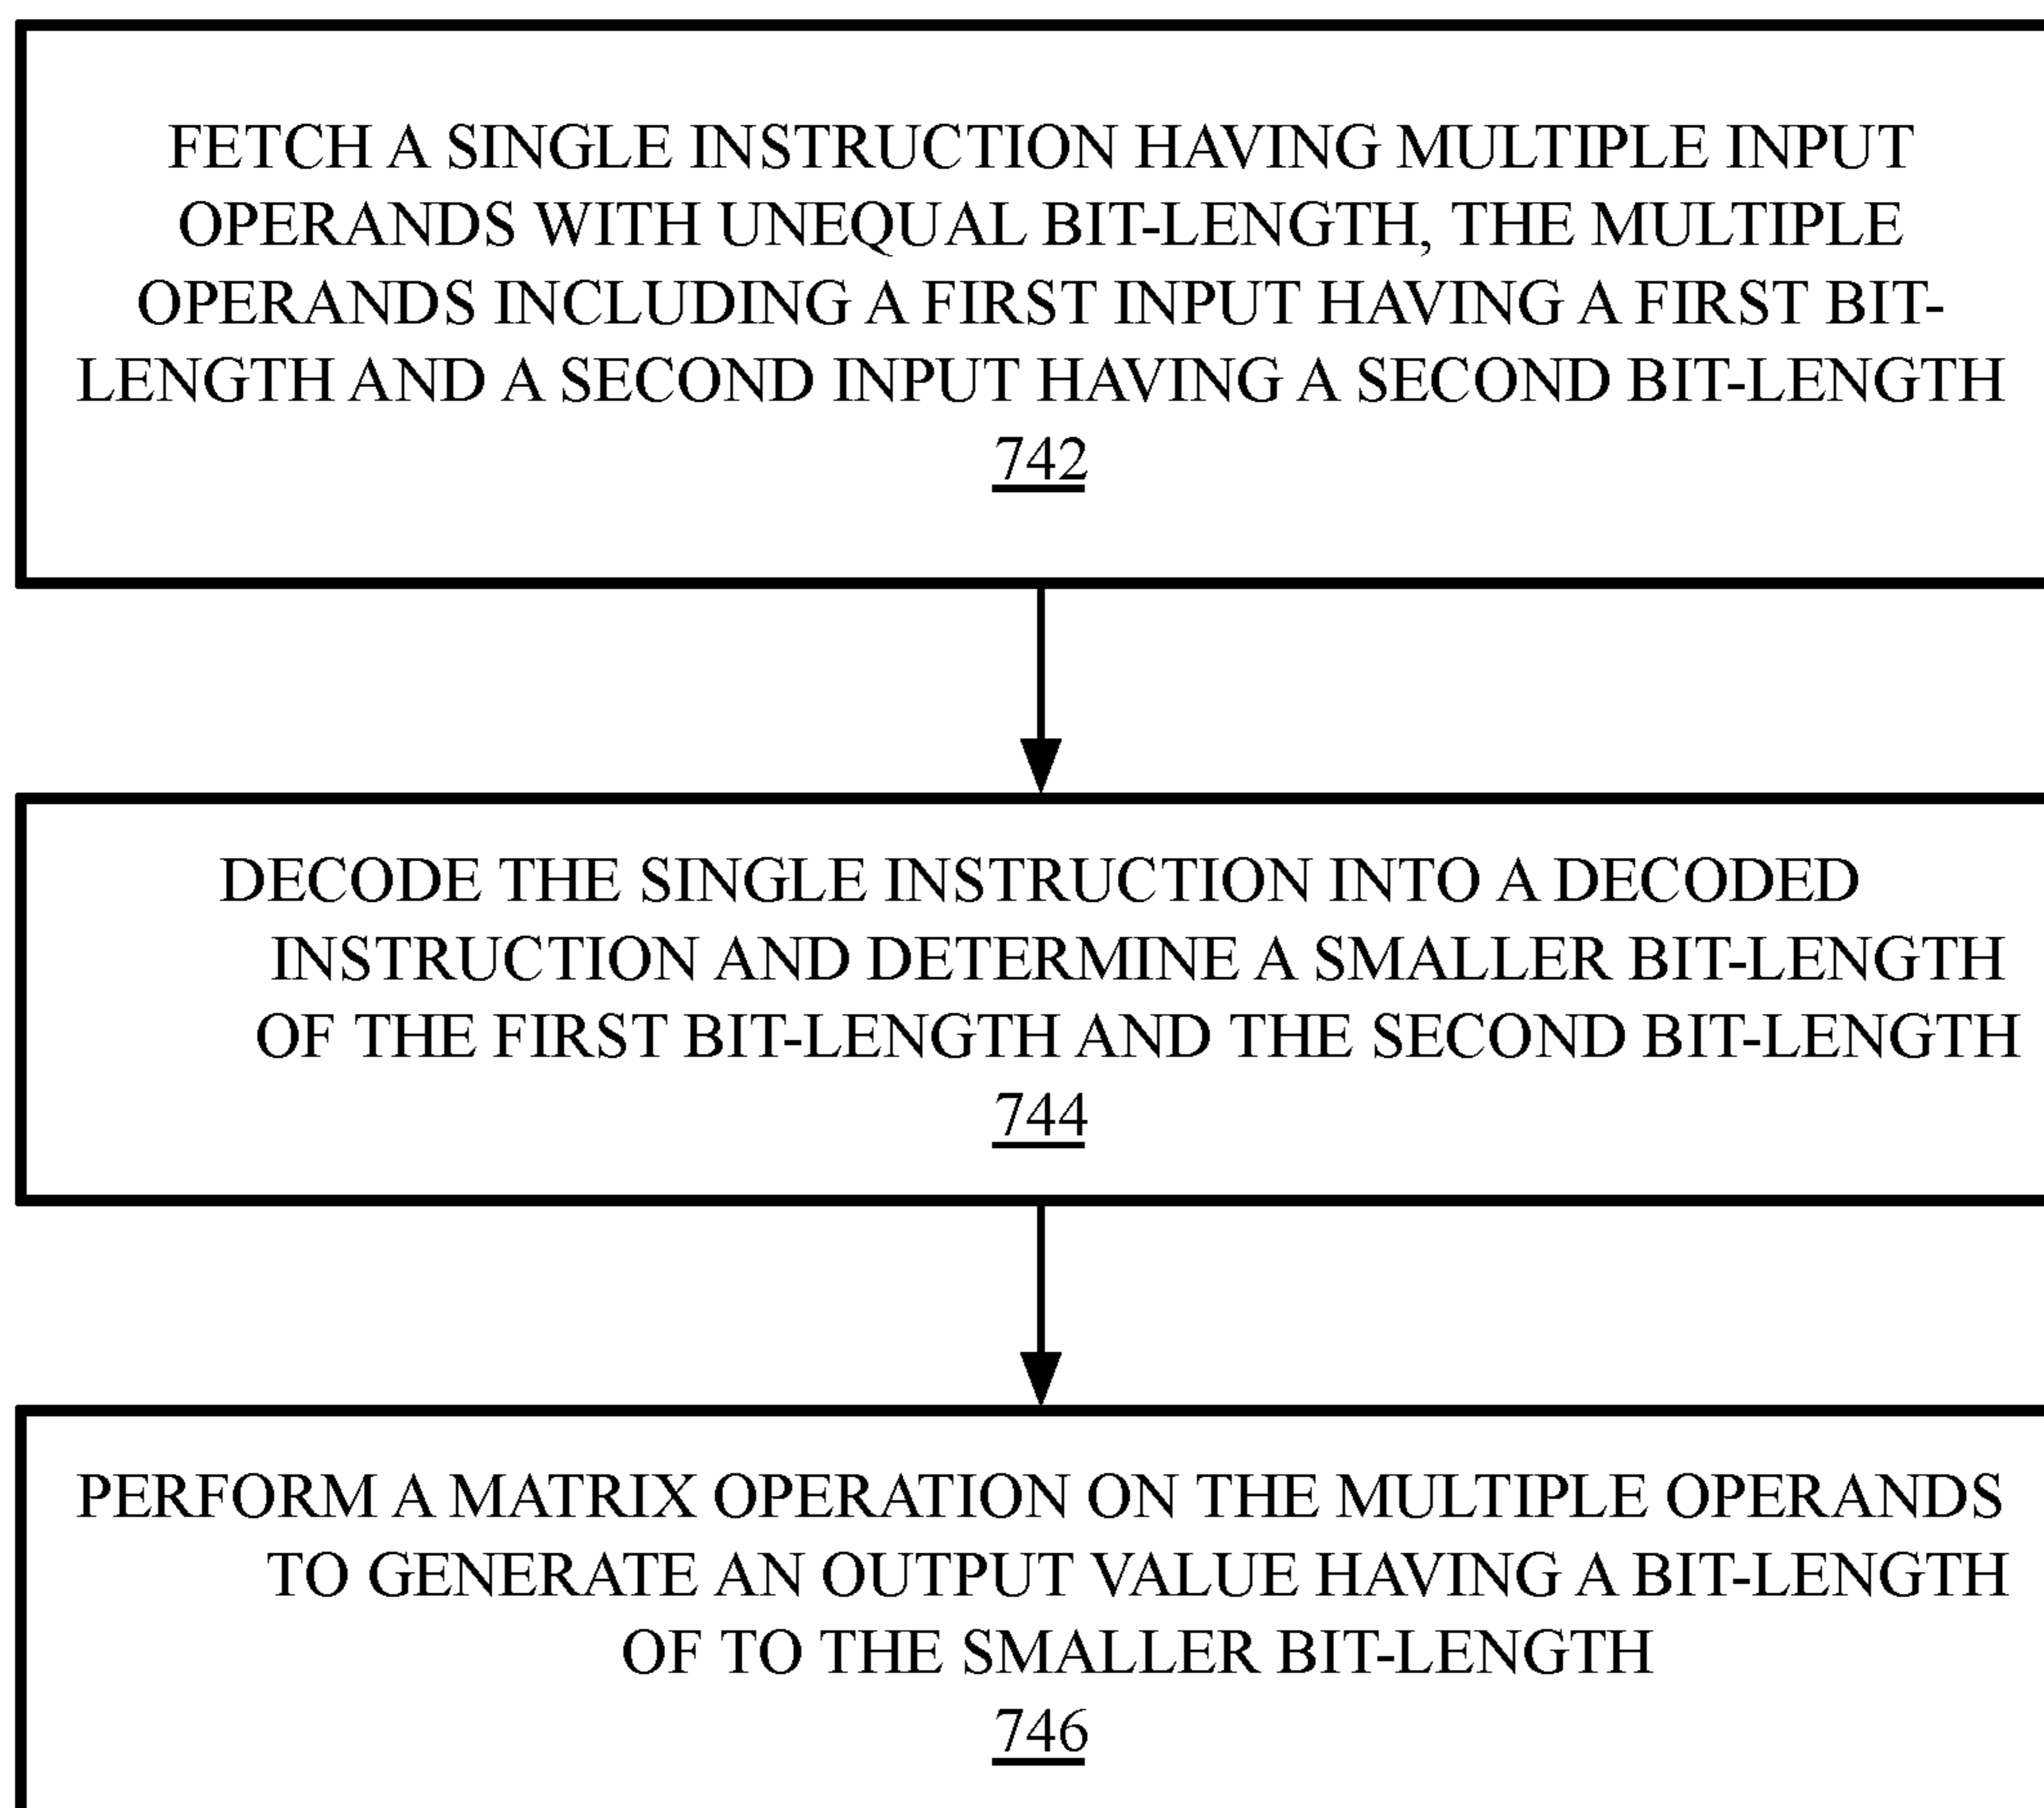 FETCH A SINGLE INSTRUCTION HAVING MULTIPLE INPUT
OPERANDS WITH UNEQUAL BIT-LENGTH, THE MULTIPLE
OPERANDS INCLUDING A FIRST INPUT HAVING A FIRST BIT-
LENGTH AND A SECOND INPUT HAVING A SECOND BIT-LENGTH
742
DECODE THE SINGLE INSTRUCTION INTO A DECODED
INSTRUCTION AND DETERMINE A SMALLER BIT-LENGTH
OF THE FIRST BIT-LENGTH AND THE SECOND BIT-LENGTH
744
PERFORM A MATRIX OPERATION ON THE MULTIPLE OPERANDS
TO GENERATE AN OUTPUT VALUE HAVING A BIT-LENGTH
OF TO THE SMALLER BIT-LENGTH
746